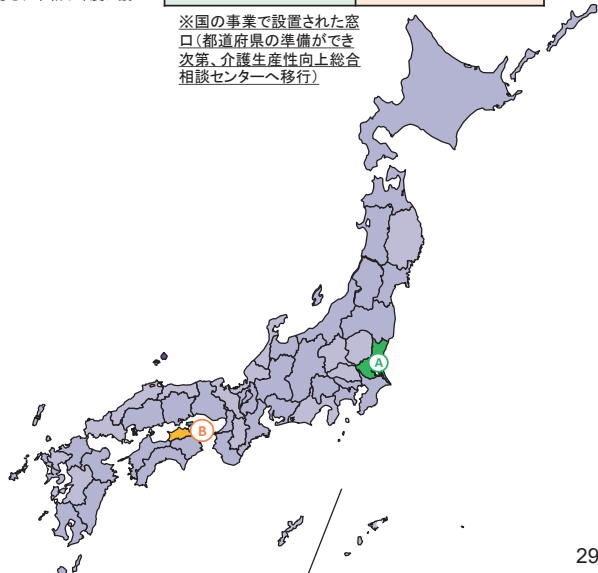 ※国の事業で設置された窓
口（都道府県の準備ができ
次第、介護生産性向上総合
相談センターへ移行）
A
B
29